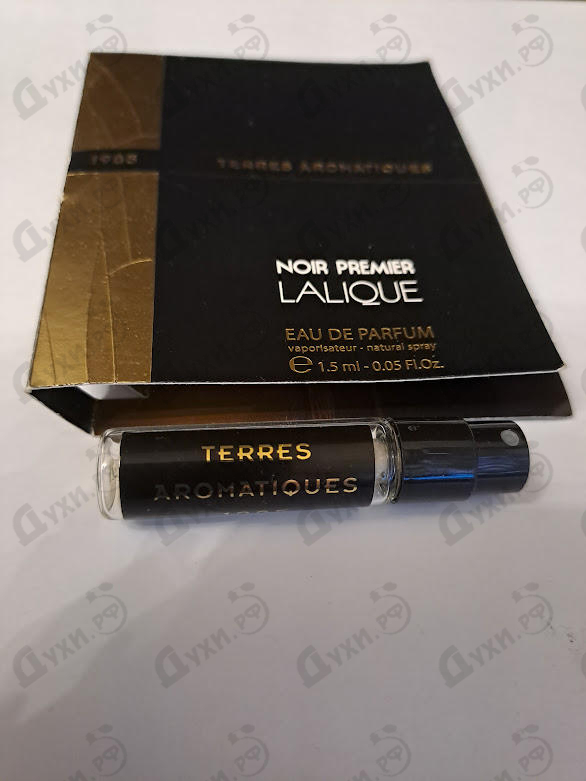 1905
TERRES AROMATIQUES
NOIR PREMIER
LALIQUE
EAU DE PARFUM
vaporisateur - natural spray
e 1.5 ml - 0.05 Fl.Oz.
TERRES
AROMATIQUES
Духи.рф